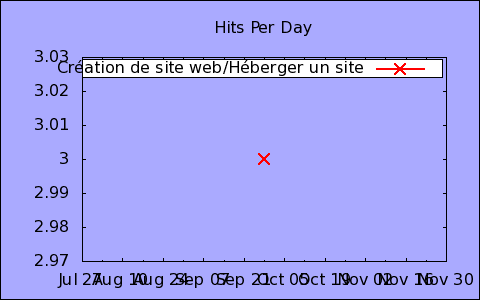 Hits Per Day
3.03
Création de site web/Héberger un site
3.02
3.01
3
2.99
2.98
2.97
Jul 27 Aug 10 Aug 24 Sep 07 Sep 21 Oct 05 Oct 19 Nov 02 Nov 16 Nov 30